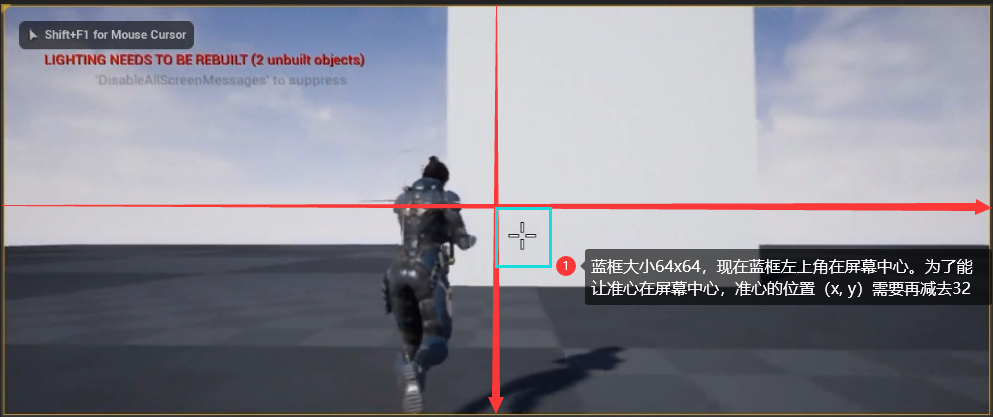 Shift+F1 for Mouse Cursor
LIGHTING NEEDS TO BE REBUILT (2 unbuilt objects)
'DisableAllScreenMessages' to suppress
1
蓝框大小64x64，现在蓝框左上角在屏幕中心。为了能
让准心在屏幕中心，准心的位置（x, y）需要再减去32